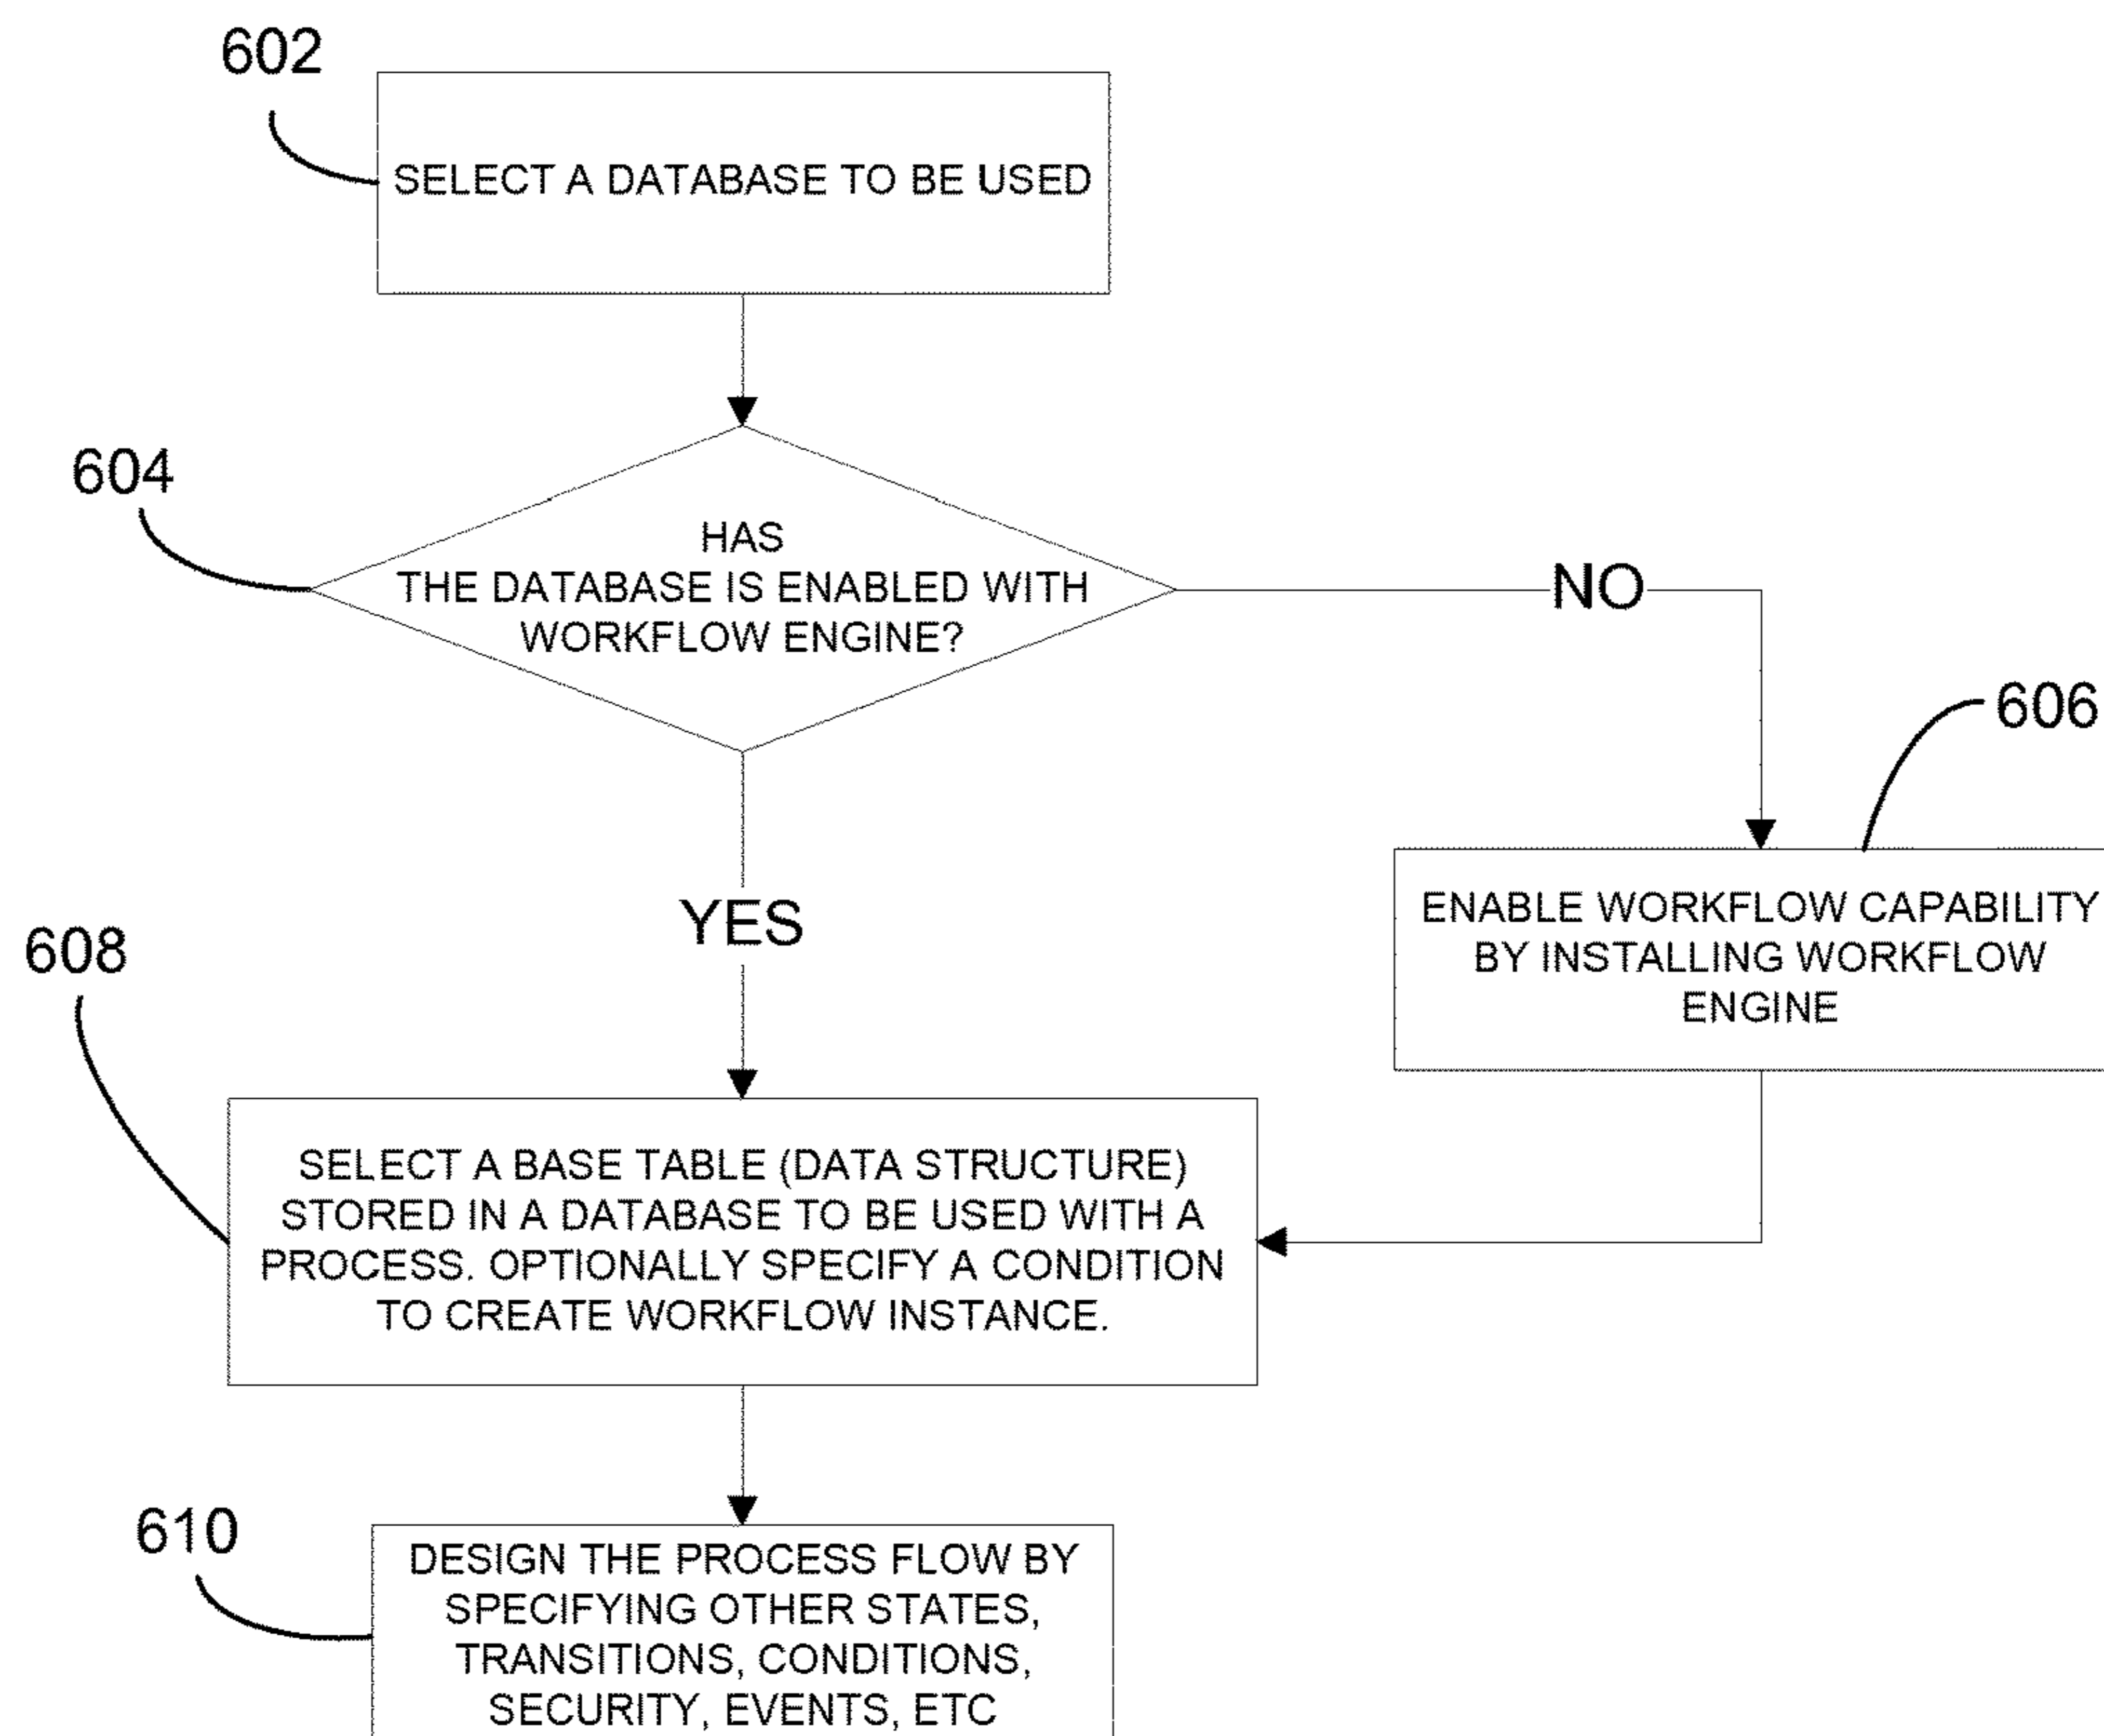 602
SELECT A DATABASE TO BE USED
604
HAS
THE DATABASE IS ENABLED WITH
WORKFLOW ENGINE?
NO
606
ENABLE WORKFLOW CAPABILITY
BY INSTALLING WORKFLOW
ENGINE
YES
608
SELECT A BASE TABLE (DATA STRUCTURE)
STORED IN A DATABASE TO BE USED WITH A
PROCESS. OPTIONALLY SPECIFY A CONDITION
TO CREATE WORKFLOW INSTANCE.
610
DESIGN THE PROCESS FLOW BY
SPECIFYING OTHER STATES,
TRANSITIONS, CONDITIONS,
SECURITY, EVENTS, ETC